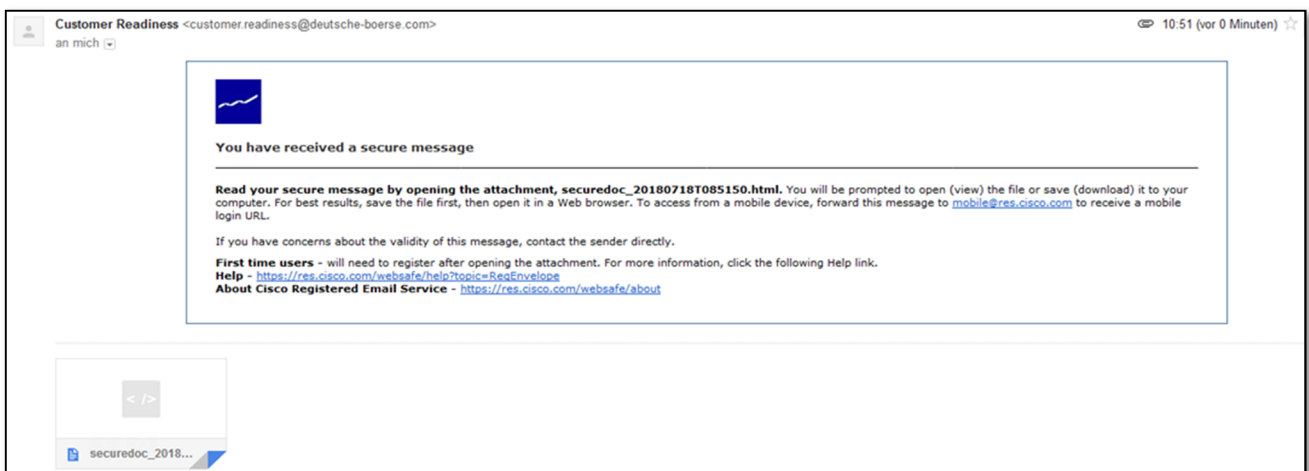 Customer Readiness <customer.readiness@deutsche-boerse.com>
10:51 (vor 0 Minuten)
an mich
You have received a secure message
Read your secure message by opening the attachment, securedoc_20180718T085150.html. You will be prompted to open (view) the file or save (download) it to your
computer. For best results, save the file first, then open it in a Web browser. To access from a mobile device, forward this message to mobile@res.cisco.com to receive a mobile
login URL.
If you have concerns about the validity of this message, contact the sender directly.
First time users - will need to register after opening the attachment. For more information, click the following Help link.
Help - https://res.cisco.com/websafe/help?topic=RegEnvelope
About Cisco Registered Email Service - https://res.cisco.com/websafe/about
< />
securedoc_2018...